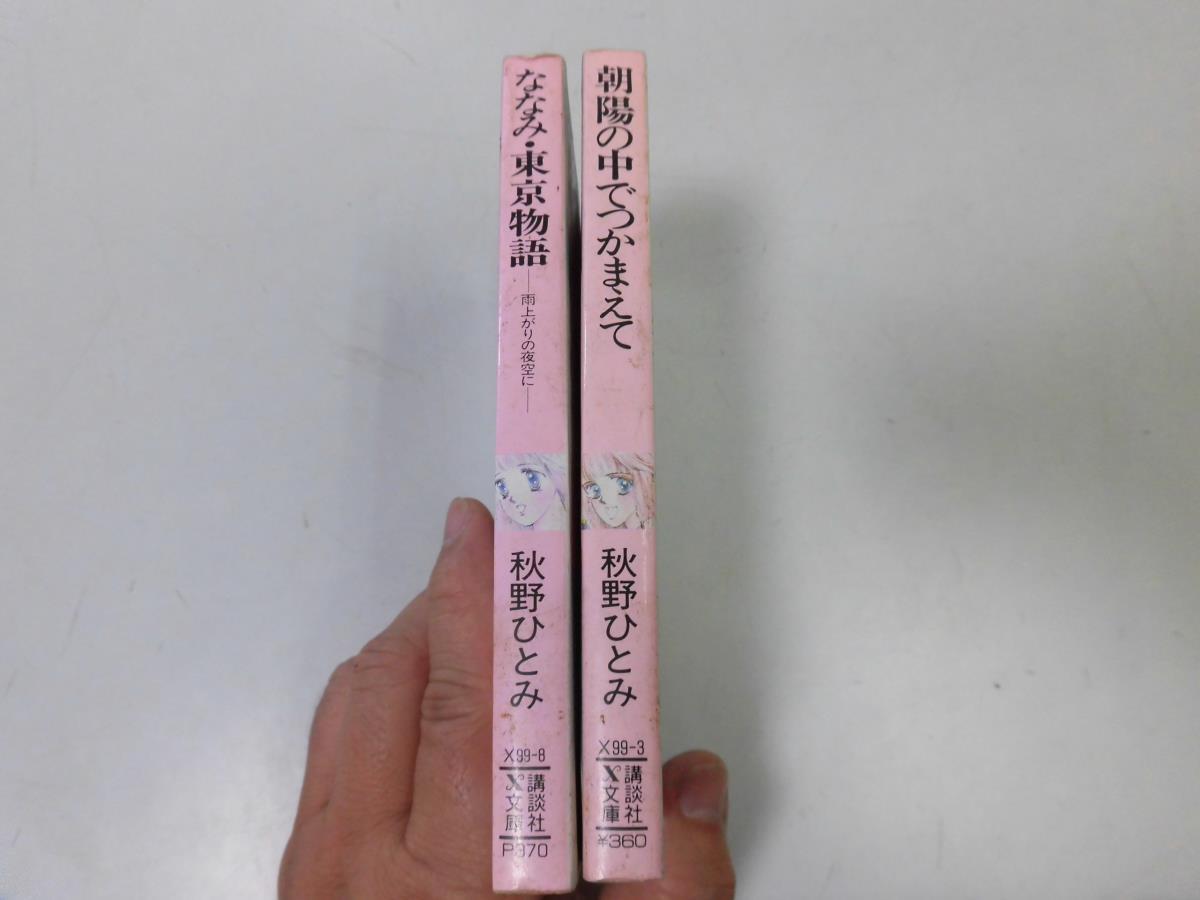 ななみ・東京物語
──雨上がりの夜空に──
秋野ひとみ
X99-8
講談社
X文庫
P370
朝陽の中でつかまえて
秋野ひとみ
X99-3
講談社
X文庫
¥360